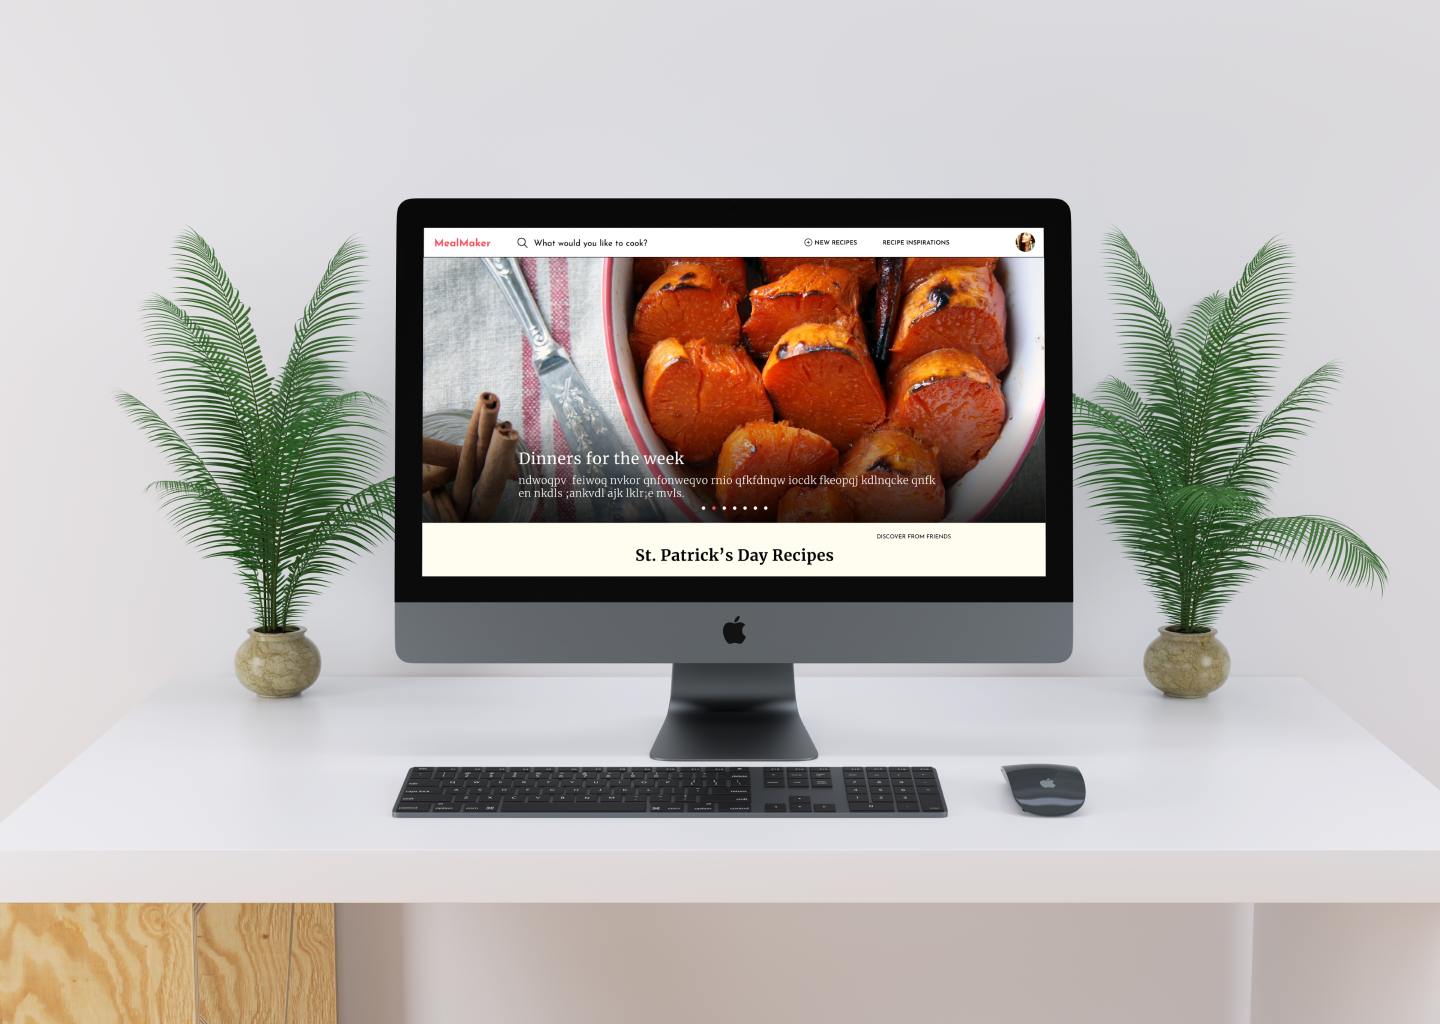 MealMaker
What would you like to cook?
NEW RECIPES
RECIPE INSPIRATIONS
Dinners for the week
ndwoqpv feiwoq nvkor qnfonweqvo rnio qfkfdnqw iocdk fkeopqj kdlnqcke qnfk
en nkdls ;ankvdl ajk lklr;e mvls.
DISCOVER FROM FRIENDS
St. Patrick’s Day Recipes